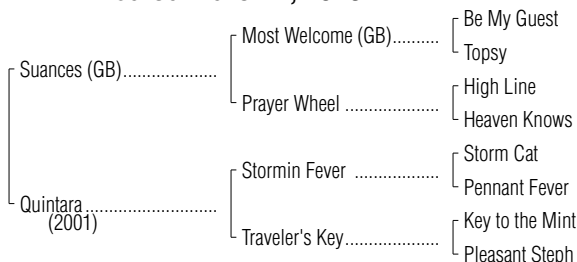 Be My Guest
Most Welcome (GB)..........
Topsy
Suances (GB)....................
High Line
Prayer Wheel ....................
Heaven Knows
Storm Cat
Stormin Fever ..................
Pennant Fever
Quintara............................
(2001)
Key to the Mint
Traveler's Key....................
Pleasant Steph